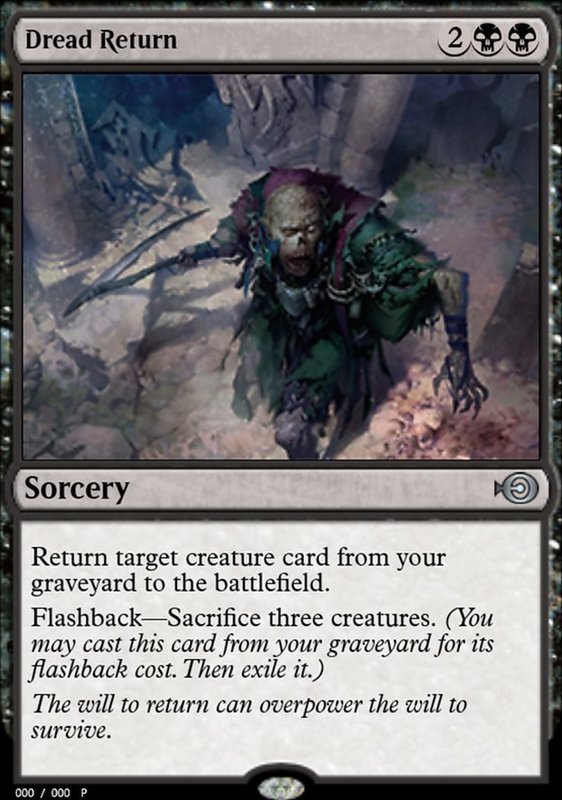 Dread Return 2
Sorcery
Return target creature card from your
graveyard to the battlefield.
Flashback—Sacrifice three creatures. (You
may cast this card from your graveyard for its
flashback cost. Then exile it.)
The will to return can overpower the will to
survive.
000 / 000 P